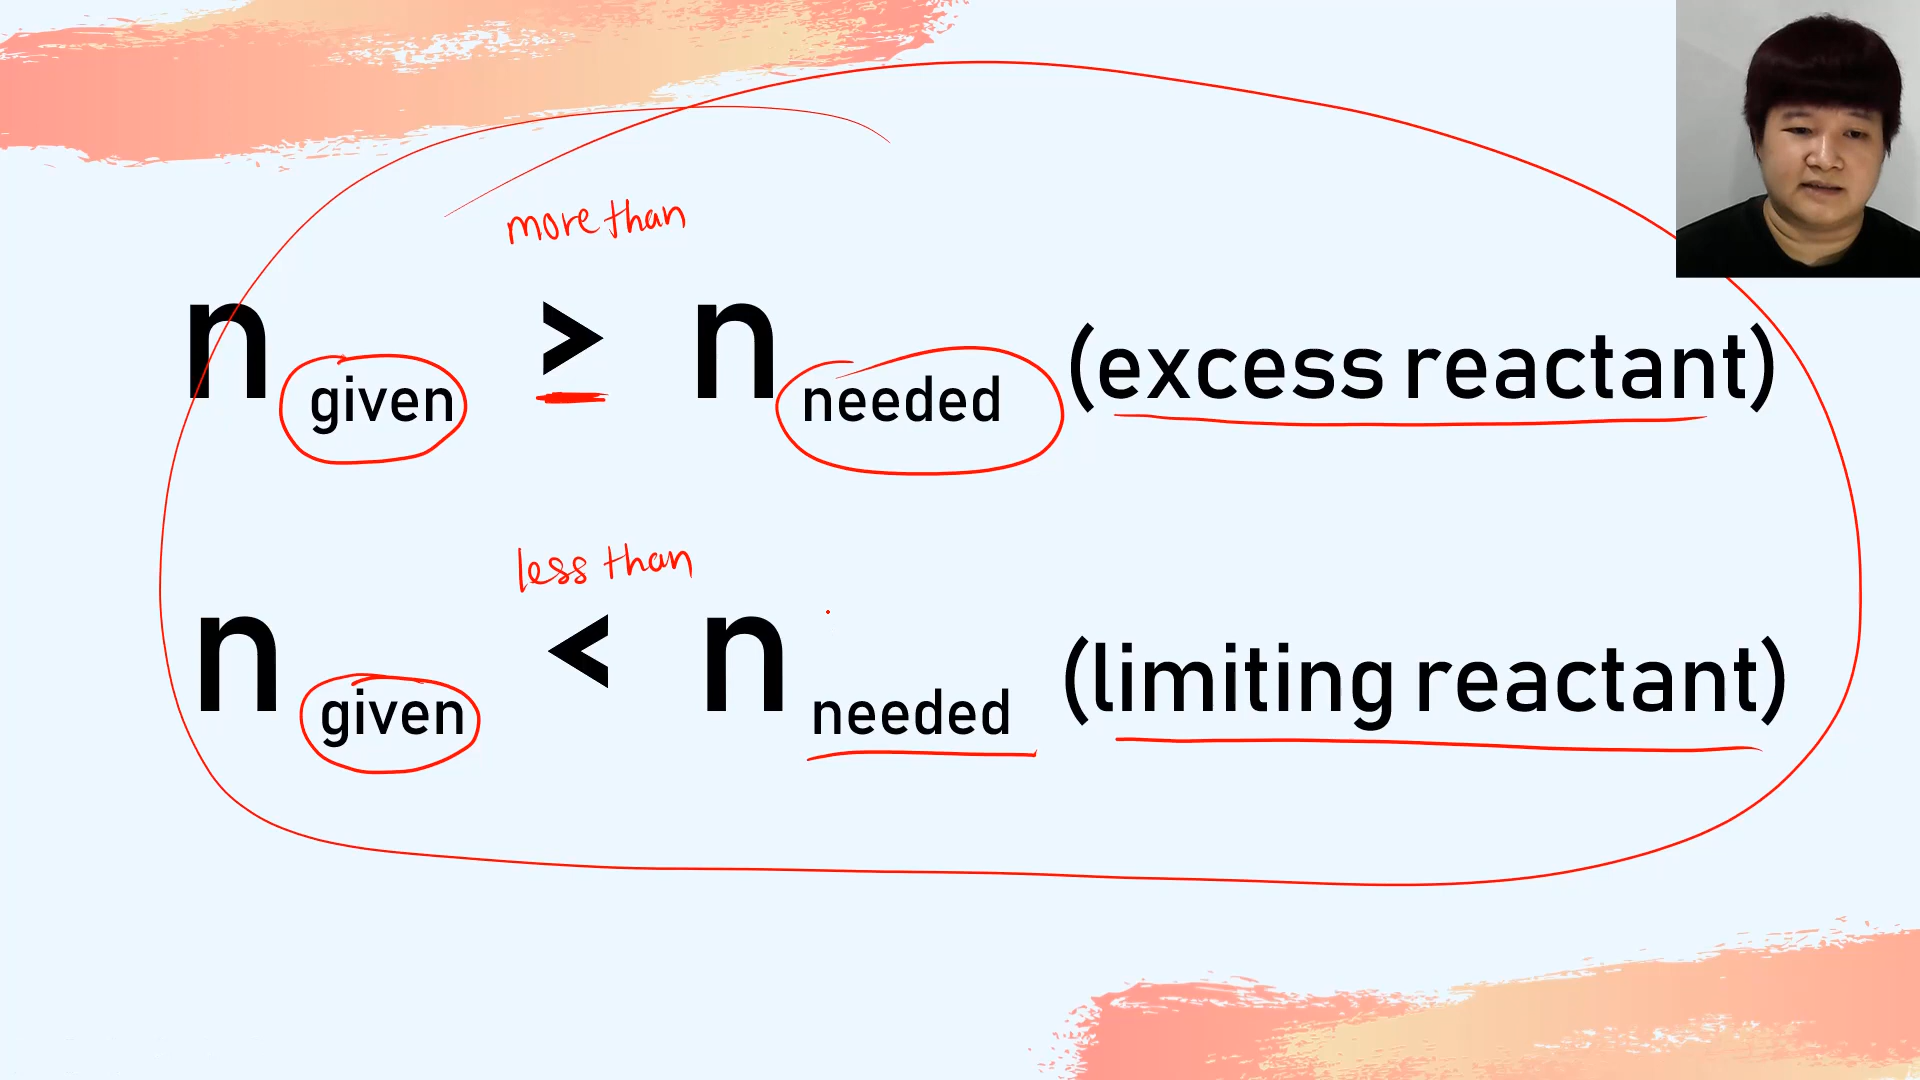 more than
n given ≥ n needed (excess reactant)
less than
n given < n needed (limiting reactant)